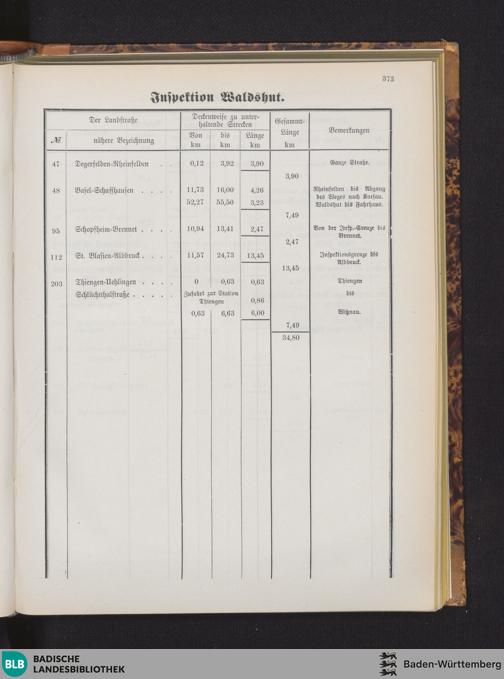 373
Inspektion Waldshut.
Der Landstraße
Deckenweise zu unter-
haltende Strecken
Gesammt-
Länge
km
Bemerkungen
№ nähere Bezeichnung Von km bis km Länge km
47 Degerfelden-Rheinfelden . . 0,12 3,92 3,90 Ganze Straße.
3,90
48 Basel-Schaffhausen . . . . 11,73 16,00 4,26 Rheinfelden bis Abgang
des Weges nach
52,27 55,50 3,23 Waldshut bis Fahrhaus.
7,49
95 Schopfheim-Brennet . . . . 10,94 13,41 2,47 Von der Insp.-Grenze bis
Brennet.
2,47
112 St. Blasien-Albbruck . . . . 11,57 24,73 13,45 Inspektionsgrenze bis
Albbruck.
13,45
203 Thiengen-Uehlingen . . . . 0 0,63 0,63 Thiengen
Schlüchtthalstraße . . . . . Zufahrt zur Station bis
Thiengen 0,86
0,63 6,63 6,00 Witznau.
7,49
34,80
BLB BADISCHE
LANDESBIBLIOTHEK
Baden-Württemberg